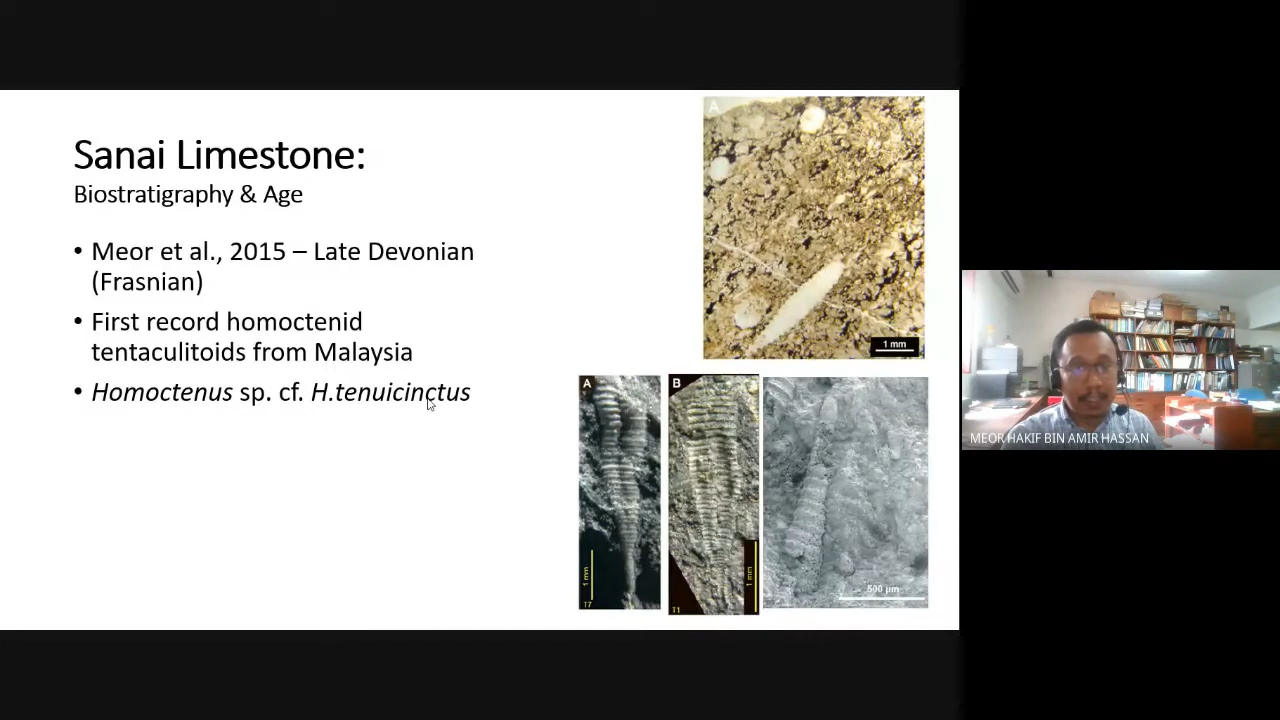 Sanai Limestone:
Biostratigraphy & Age
• Meor et al., 2015 – Late Devonian
(Frasnian)
• First record homoctenid
tentaculitoids from Malaysia
• Homoctenus sp. cf. H.tenuicinctus
A
1 mm
A
1 mm
T7
B
1 mm
T1
500 µm
MEOR HAKIF BIN AMIR HASSAN